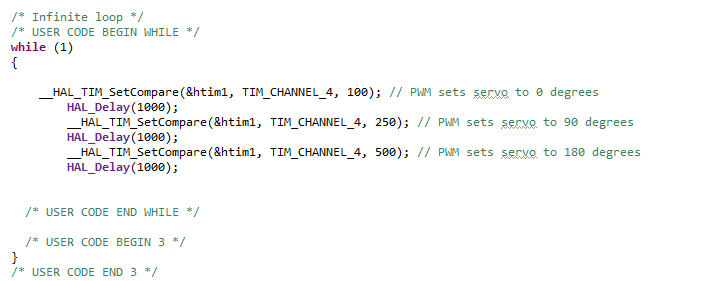 /* Infinite loop */
/* USER CODE BEGIN WHILE */
while (1)
{
__HAL_TIM_SetCompare(&htim1, TIM_CHANNEL_4, 100); // PWM sets servo to 0 degrees
HAL_Delay(1000);
__HAL_TIM_SetCompare(&htim1, TIM_CHANNEL_4, 250); // PWM sets servo to 90 degrees
HAL_Delay(1000);
__HAL_TIM_SetCompare(&htim1, TIM_CHANNEL_4, 500); // PWM sets servo to 180 degrees
HAL_Delay(1000);
/* USER CODE END WHILE */
/* USER CODE BEGIN 3 */
}
/* USER CODE END 3 */